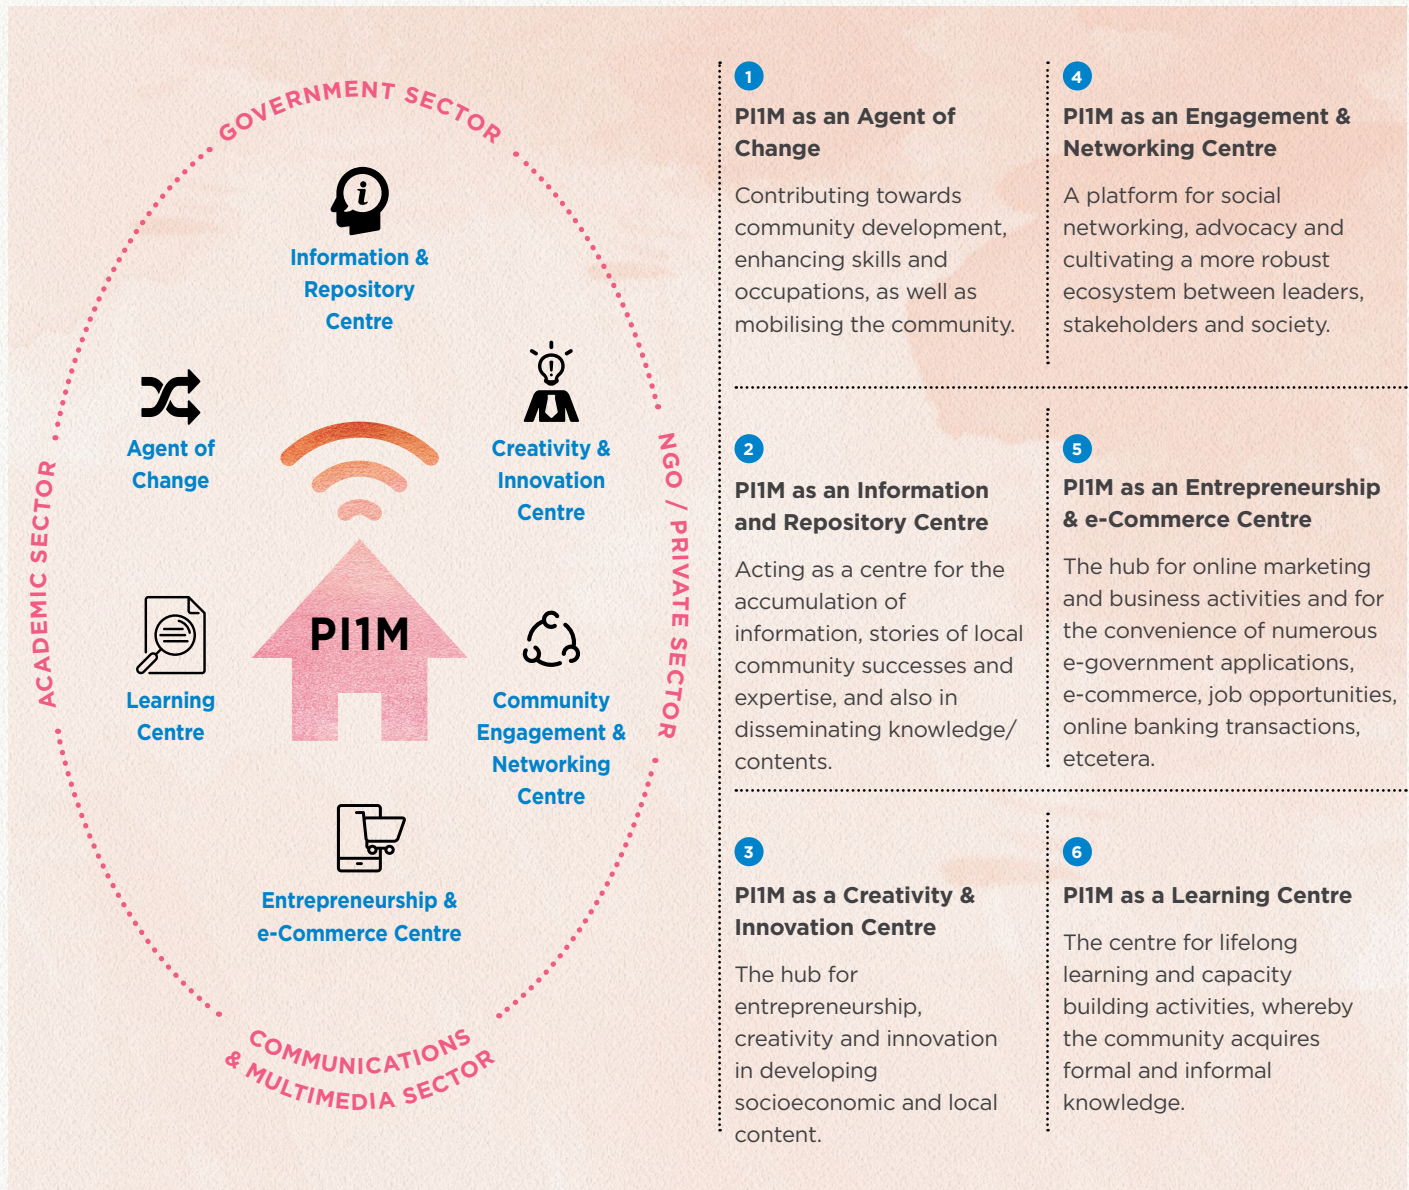 GOVERNMENT SECTOR
Information &
Repository
Centre
Agent of
Change
Creativity &
Innovation
Centre
ACADEMIC SECTOR
NGO / PRIVATE SECTOR
PI1M
Learning
Centre
Community
Engagement &
Networking
Centre
Entrepreneurship &
e-Commerce Centre
COMMUNICATIONS
& MULTIMEDIA SECTOR
1
PI1M as an Agent of
Change
Contributing towards
community development,
enhancing skills and
occupations, as well as
mobilising the community.
2
PI1M as an Information
and Repository Centre
Acting as a centre for the
accumulation of
information, stories of local
community successes and
expertise, and also in
disseminating knowledge/
contents.
3
PI1M as a Creativity &
Innovation Centre
The hub for
entrepreneurship,
creativity and innovation
in developing
socioeconomic and local
content.
4
PI1M as an Engagement &
Networking Centre
A platform for social
networking, advocacy and
cultivating a more robust
ecosystem between leaders,
stakeholders and society.
5
PI1M as an Entrepreneurship
& e-Commerce Centre
The hub for online marketing
and business activities and for
the convenience of numerous
e-government applications,
e-commerce, job opportunities,
online banking transactions,
etcetera.
6
PI1M as a Learning Centre
The centre for lifelong
learning and capacity
building activities, whereby
the community acquires
formal and informal
knowledge.